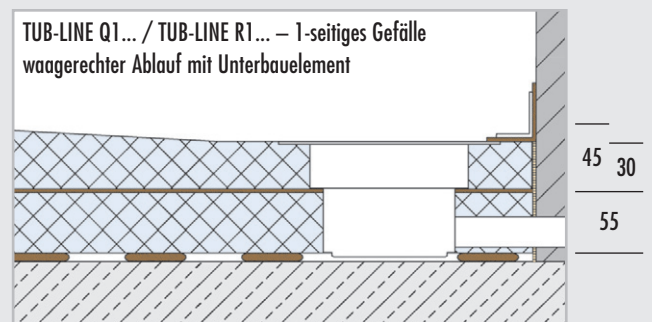 TUB-LINE Q1... / TUB-LINE R1... – 1-seitiges Gefälle
waagerechter Ablauf mit Unterbauelement
45
30
55